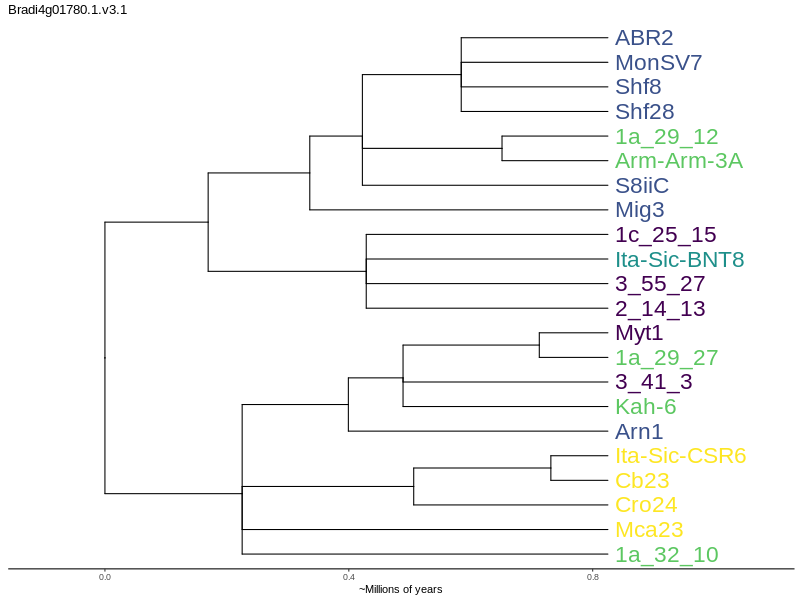 Bradi4g01780.1.v3.1
ABR2
MonSV7
Shf8
Shf28
1a_29_12
Arm-Arm-3A
S8iiC
Mig3
1c_25_15
Ita-Sic-BNT8
3_55_27
2_14_13
Myt1
1a_29_27
3_41_3
Kah-6
Arn1
Ita-Sic-CSR6
Cb23
Cro24
Mca23
1a_32_10
0.0 0.4 0.8
~Millions of years